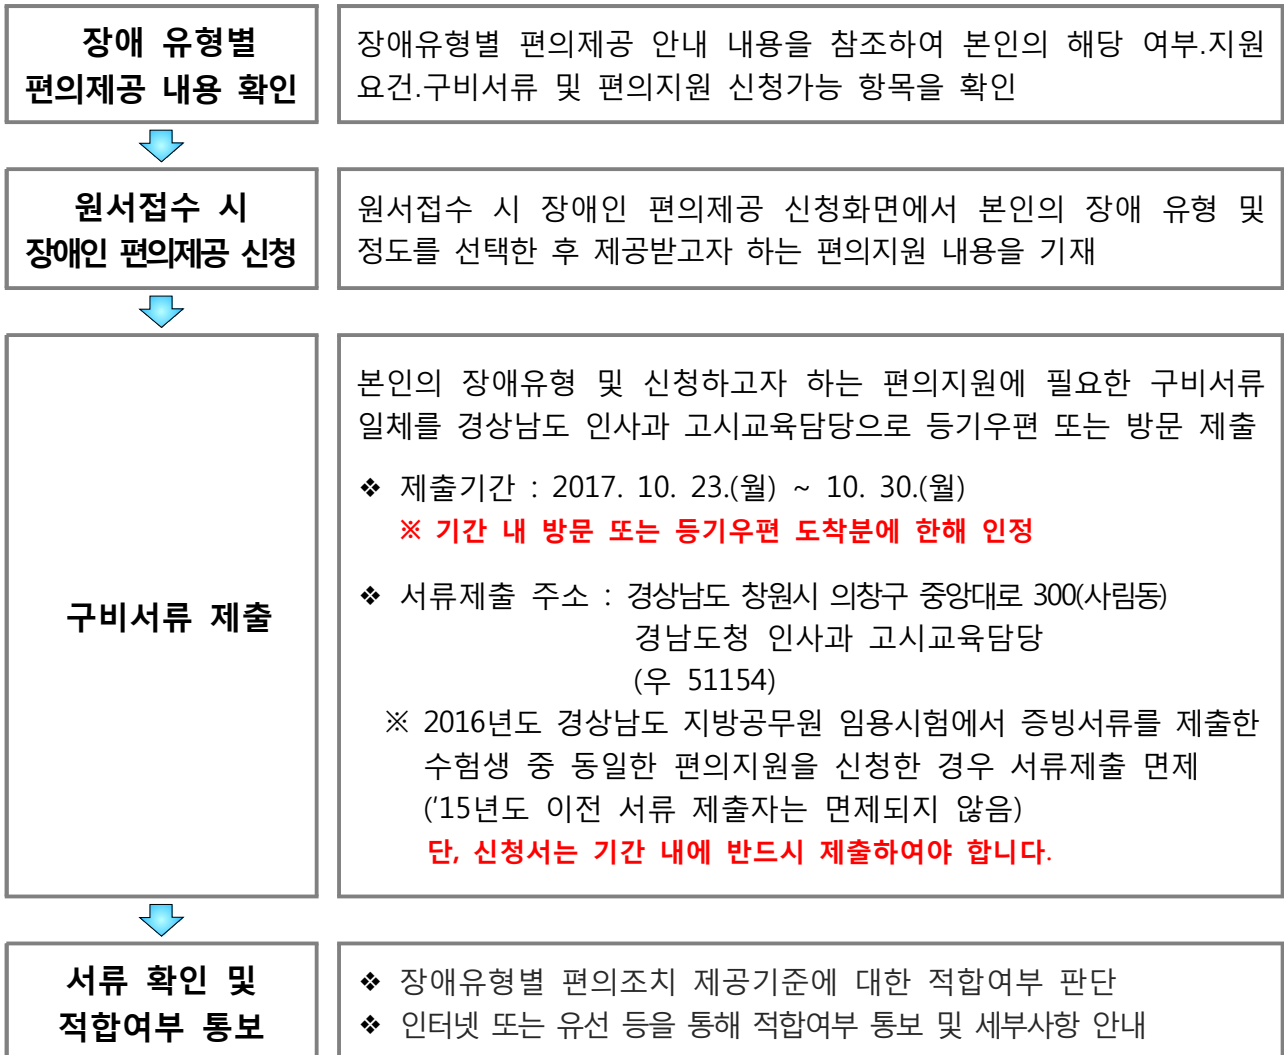 장애 유형별
편의제공 내용 확인
장애유형별 편의제공 안내 내용을 참조하여 본인의 해당 여부.지원
요건.구비서류 및 편의지원 신청가능 항목을 확인
원서접수 시
장애인 편의제공 신청
원서접수 시 장애인 편의제공 신청화면에서 본인의 장애 유형 및
정도를 선택한 후 제공받고자 하는 편의지원 내용을 기재
구비서류 제출
본인의 장애유형 및 신청하고자 하는 편의지원에 필요한 구비서류
일체를 경상남도 인사과 고시교육담당으로 등기우편 또는 방문 제출
❖ 제출기간 : 2017. 10. 23.(월) ~ 10. 30.(월)
※ 기간 내 방문 또는 등기우편 도착분에 한해 인정
❖ 서류제출 주소 : 경상남도 창원시 의창구 중앙대로 300(사림동)
경남도청 인사과 고시교육담당
(우 51154)
※ 2016년도 경상남도 지방공무원 임용시험에서 증빙서류를 제출한
수험생 중 동일한 편의지원을 신청한 경우 서류제출 면제
('15년도 이전 서류 제출자는 면제되지 않음)
단, 신청서는 기간 내에 반드시 제출하여야 합니다.
서류 확인 및
적합여부 통보
❖ 장애유형별 편의조치 제공기준에 대한 적합여부 판단
❖ 인터넷 또는 유선 등을 통해 적합여부 통보 및 세부사항 안내